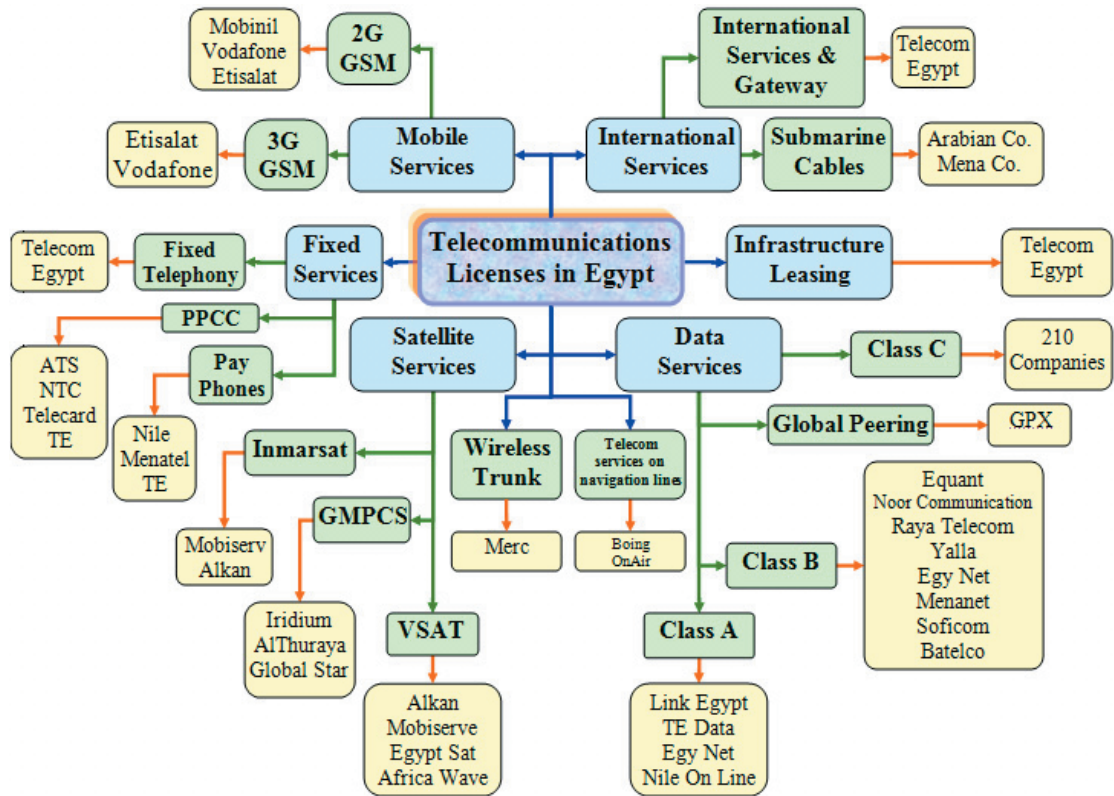 Mobinil
Vodafone
Etisalat
2G
GSM
International
Services &
Gateway
Telecom
Egypt
Etisalat
Vodafone
3G
GSM
Mobile
Services
International
Services
Submarine
Cables
Arabian Co.
Mena Co.
Telecommunications
Licenses in Egypt
Telecom
Egypt
Fixed
Telephony
Fixed
Services
Infrastructure
Leasing
Telecom
Egypt
PPCC
ATS
NTC
Telecard
TE
Pay
Phones
Nile
Menatel
TE
Satellite
Services
Data
Services
Class C
210
Companies
Global Peering
GPX
Inmarsat
Mobiserv
Alkan
GMPCS
Iridium
AlThuraya
Global Star
Wireless
Trunk
Merc
Telecom
services on
navigation lines
Boing
OnAir
Class B
Equant
Noor Communication
Raya Telecom
Yalla
Egy Net
Menanet
Soficom
Batelco
VSAT
Alkan
Mobiserve
Egypt Sat
Africa Wave
Class A
Link Egypt
TE Data
Egy Net
Nile On Line